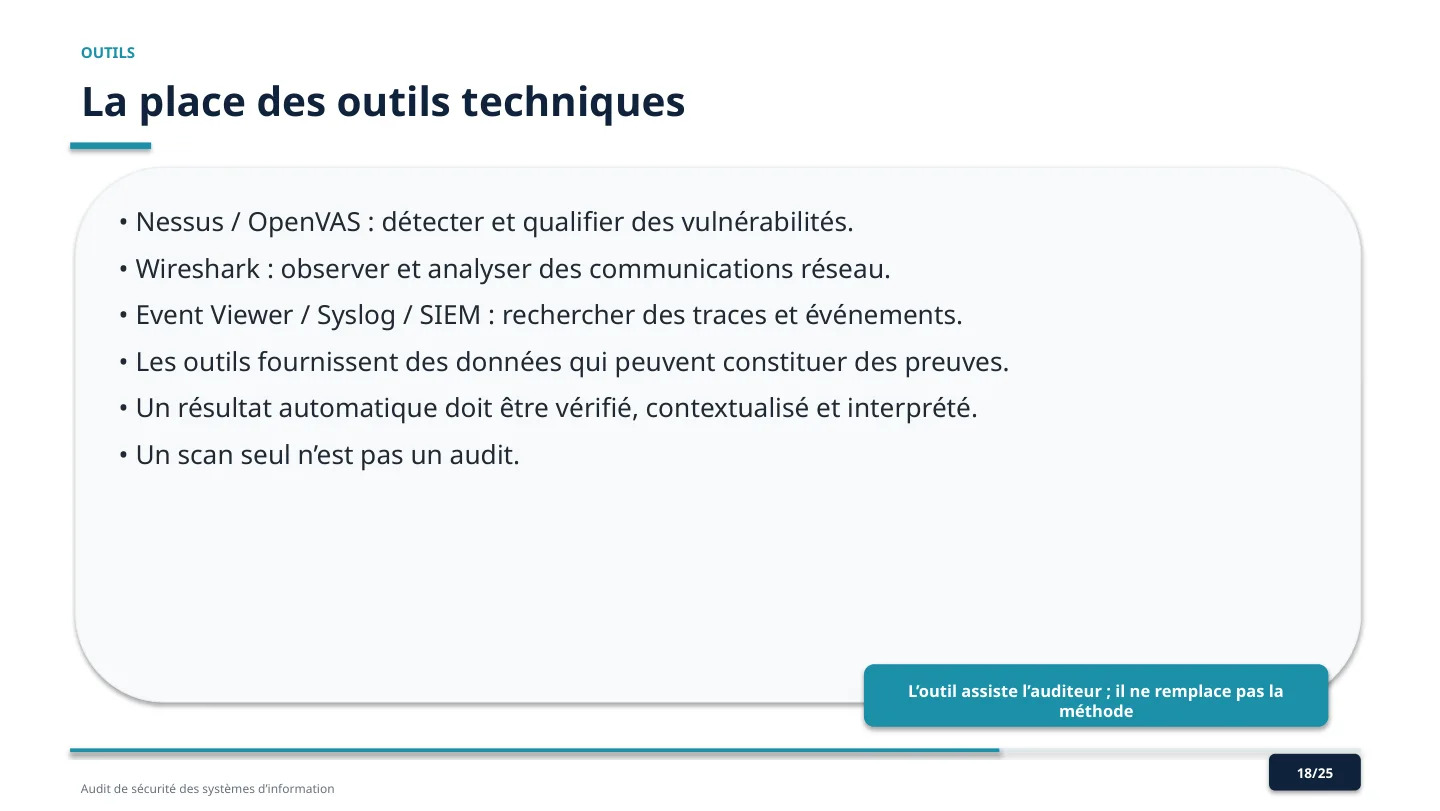 OUTILS
La place des outils techniques
• Nessus / OpenVAS : détecter et qualifier des vulnérabilités.
• Wireshark : observer et analyser des communications réseau.
• Event Viewer / Syslog / SIEM : rechercher des traces et événements.
• Les outils fournissent des données qui peuvent constituer des preuves.
• Un résultat automatique doit être vérifié, contextualisé et interprété.
• Un scan seul n’est pas un audit.
L’outil assiste l’auditeur ; il ne remplace pas la
méthode
18/25
Audit de sécurité des systèmes d’information